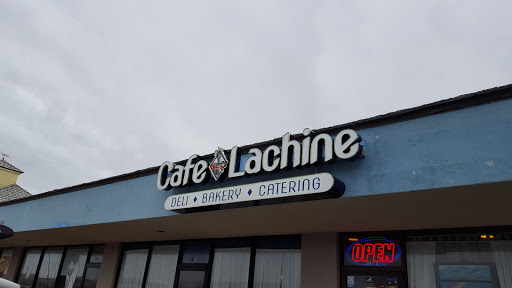 Cafe Lachine
DELI ♦ BAKERY ♦ CATERING
OPEN